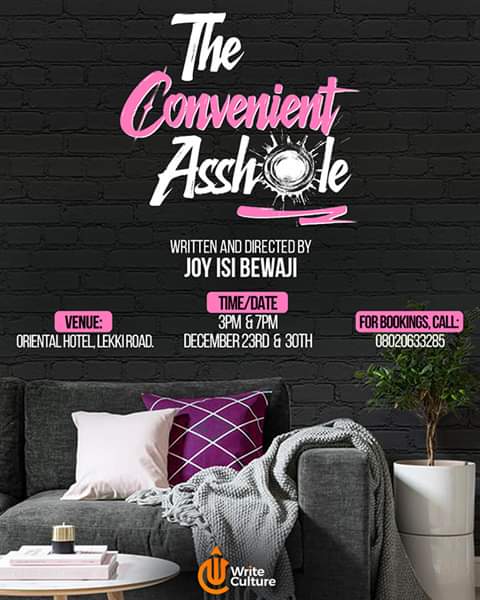 The
Convenient
Asshole
WRITTEN AND DIRECTED BY
JOY ISI BEWAJI
VENUE:
ORIENTAL HOTEL, LEKKI ROAD.
TIME/DATE
3PM & 7PM
DECEMBER 23RD & 30TH
FOR BOOKINGS, CALL:
08020633285
Write
Culture